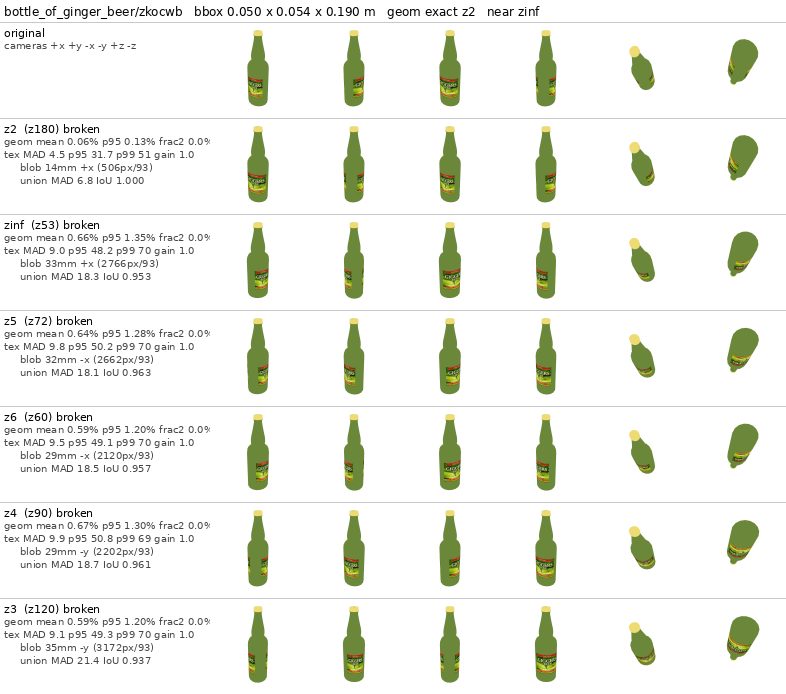 bottle_of_ginger_beer/zkocwb bbox 0.050 x 0.054 x 0.190 m geom exact z2 near zinf
original
cameras +x +y -x -y +z -z
z2 (z180) broken
geom mean 0.06% p95 0.13% frac2 0.0%
tex MAD 4.5 p95 31.7 p99 51 gain 1.0
blob 14mm +x (506px/93)
union MAD 6.8 IoU 1.000
zinf (z53) broken
geom mean 0.66% p95 1.35% frac2 0.0%
tex MAD 9.0 p95 48.2 p99 70 gain 1.0
blob 33mm +x (2766px/93)
union MAD 18.3 IoU 0.953
z5 (z72) broken
geom mean 0.64% p95 1.28% frac2 0.0%
tex MAD 9.8 p95 50.2 p99 69 gain 1.0
blob 32mm -x (2662px/93)
union MAD 18.1 IoU 0.963
z6 (z60) broken
geom mean 0.59% p95 1.20% frac2 0.0%
tex MAD 9.5 p95 49.1 p99 70 gain 1.0
blob 29mm -x (2120px/93)
union MAD 18.5 IoU 0.957
z4 (z90) broken
geom mean 0.67% p95 1.30% frac2 0.0%
tex MAD 9.9 p95 50.8 p99 69 gain 1.0
blob 29mm -y (2202px/93)
union MAD 18.7 IoU 0.961
z3 (z120) broken
geom mean 0.59% p95 1.20% frac2 0.0%
tex MAD 9.1 p95 49.3 p99 70 gain 1.0
blob 35mm -y (3172px/93)
union MAD 21.4 IoU 0.937